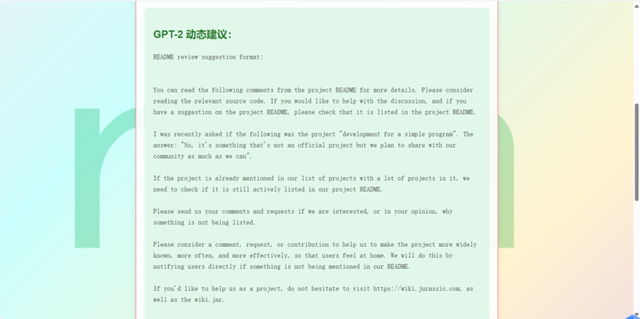 GPT-2 动态建议：
README review suggestion format:
You can read the following comments from the project README for more details. Please consider
reading the relevant source code. If you would like to help with the discussion, and if you
have a suggestion on the project README, please check that it is listed in the project README.
I was recently asked if the following was the project "development for a simple program". The
answer: "No, it's something that's not an official project but we plan to share with our
community as much as we can".
If the project is already mentioned in our list of projects with a lot of projects in it, we
need to check if it is still actively listed in our project README.
Please send us your comments and requests if we are interested, or in your opinion, why
something is not being listed.
Please consider a comment, request, or contribution to help us to make the project more widely
known, more often, and more effectively, so that users feel at home. We will do this by
notifying users directly if something is not being mentioned in our README.
If you'd like to help us as a project, do not hesitate to visit https://wiki.jurassic.com, as
well as the wiki.jar.